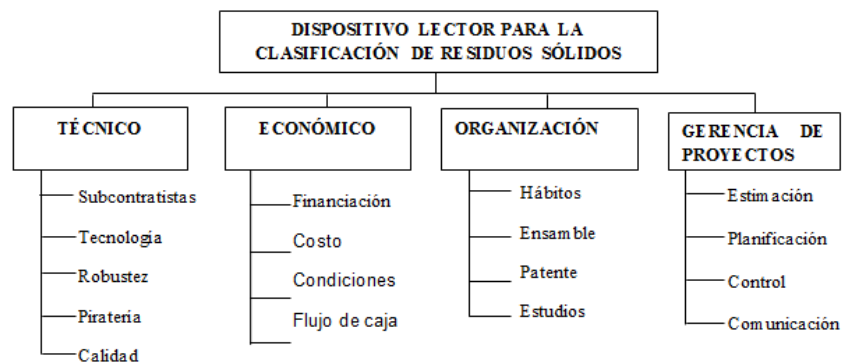 DISPOSITIVO LECTOR PARA LA
CLASIFICACIÓN DE RESIDUOS SÓLIDOS
TÉCNICO
Subcontratistas
Tecnologia
Robustez
Pirateria
Calidad
ECONÓMICO
Financiación
Costo
Condiciones
Flujo de caja
ORGANIZACIÓN
Hábitos
Ensamble
Patente
Estudios
GERENCIA DE
PROYECTOS
Estimación
Planificación
Control
Comunicación